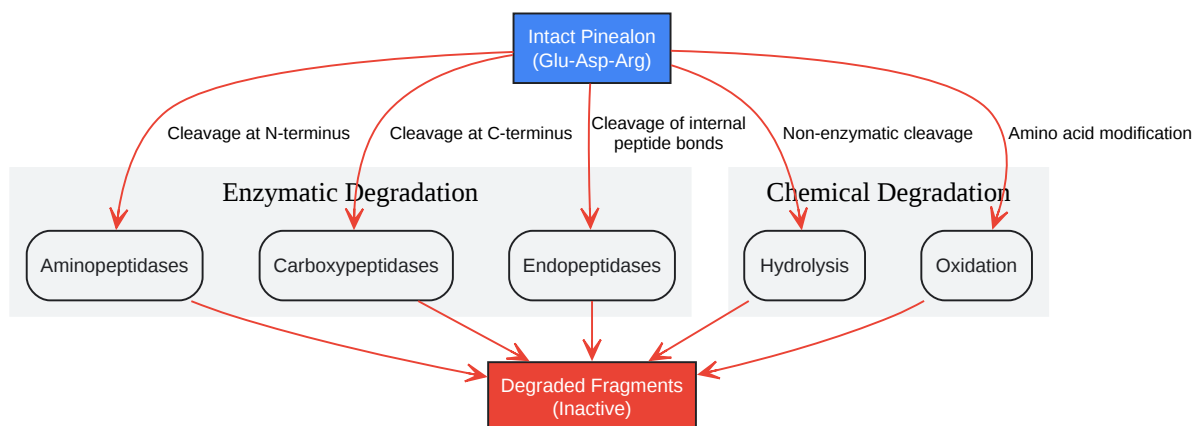 Intact Pinealon
(Glu-Asp-Arg)
Cleavage at N-terminus
Cleavage at C-terminus
Cleavage of internal
peptide bonds
Non-enzymatic cleavage
Amino acid modification
Enzymatic Degradation
Chemical Degradation
Aminopeptidases
Carboxypeptidases
Endopeptidases
Hydrolysis
Oxidation
Degraded Fragments
(Inactive)